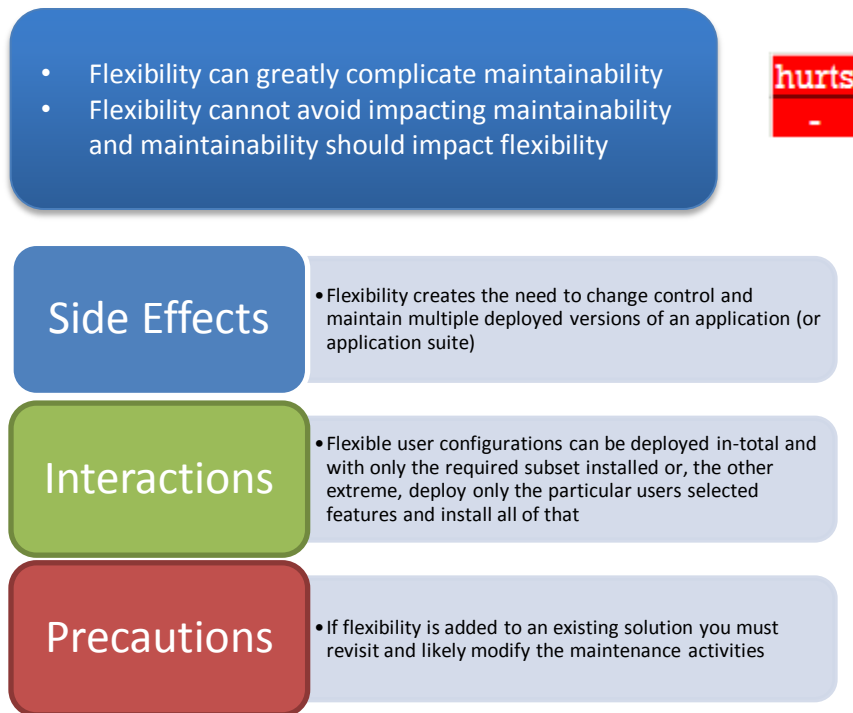 • Flexibility can greatly complicate maintainability
• Flexibility cannot avoid impacting maintainability
and maintainability should impact flexibility
hurts
-
Side Effects
•Flexibility creates the need to change control and
maintain multiple deployed versions of an application (or
application suite)
Interactions
•Flexible user configurations can be deployed in-total and
with only the required subset installed or, the other
extreme, deploy only the particular users selected
features and install all of that
Precautions
•If flexibility is added to an existing solution you must
revisit and likely modify the maintenance activities